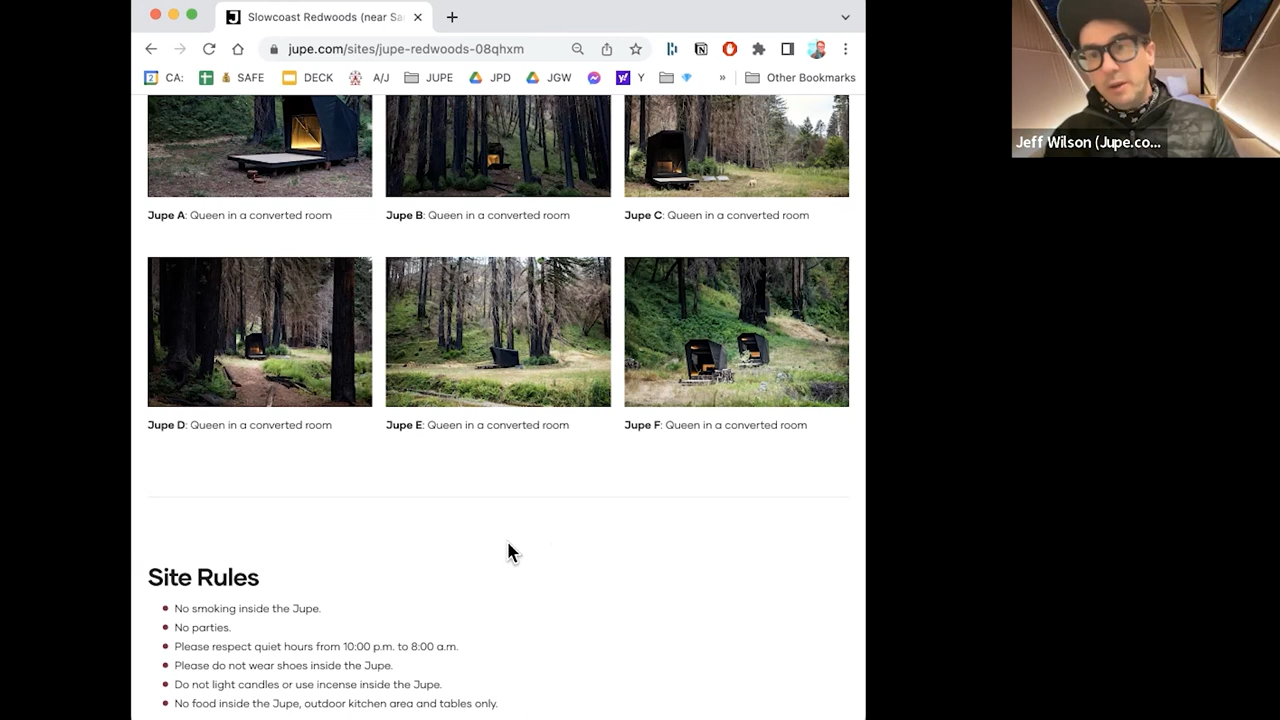 Slowcoast Redwoods (near Sa
jupe.com/sites/jupe-redwoods-08qhxm
CA: SAFE DECK A/J JUPE JPD JGW Y » Other Bookmarks
Jeff Wilson (Jupe.co...
Jupe A: Queen in a converted room
Jupe B: Queen in a converted room
Jupe C: Queen in a converted room
Jupe D: Queen in a converted room
Jupe E: Queen in a converted room
Jupe F: Queen in a converted room
Site Rules
No smoking inside the Jupe.
No parties.
Please respect quiet hours from 10:00 p.m. to 8:00 a.m.
Please do not wear shoes inside the Jupe.
Do not light candles or use incense inside the Jupe.
No food inside the Jupe, outdoor kitchen area and tables only.